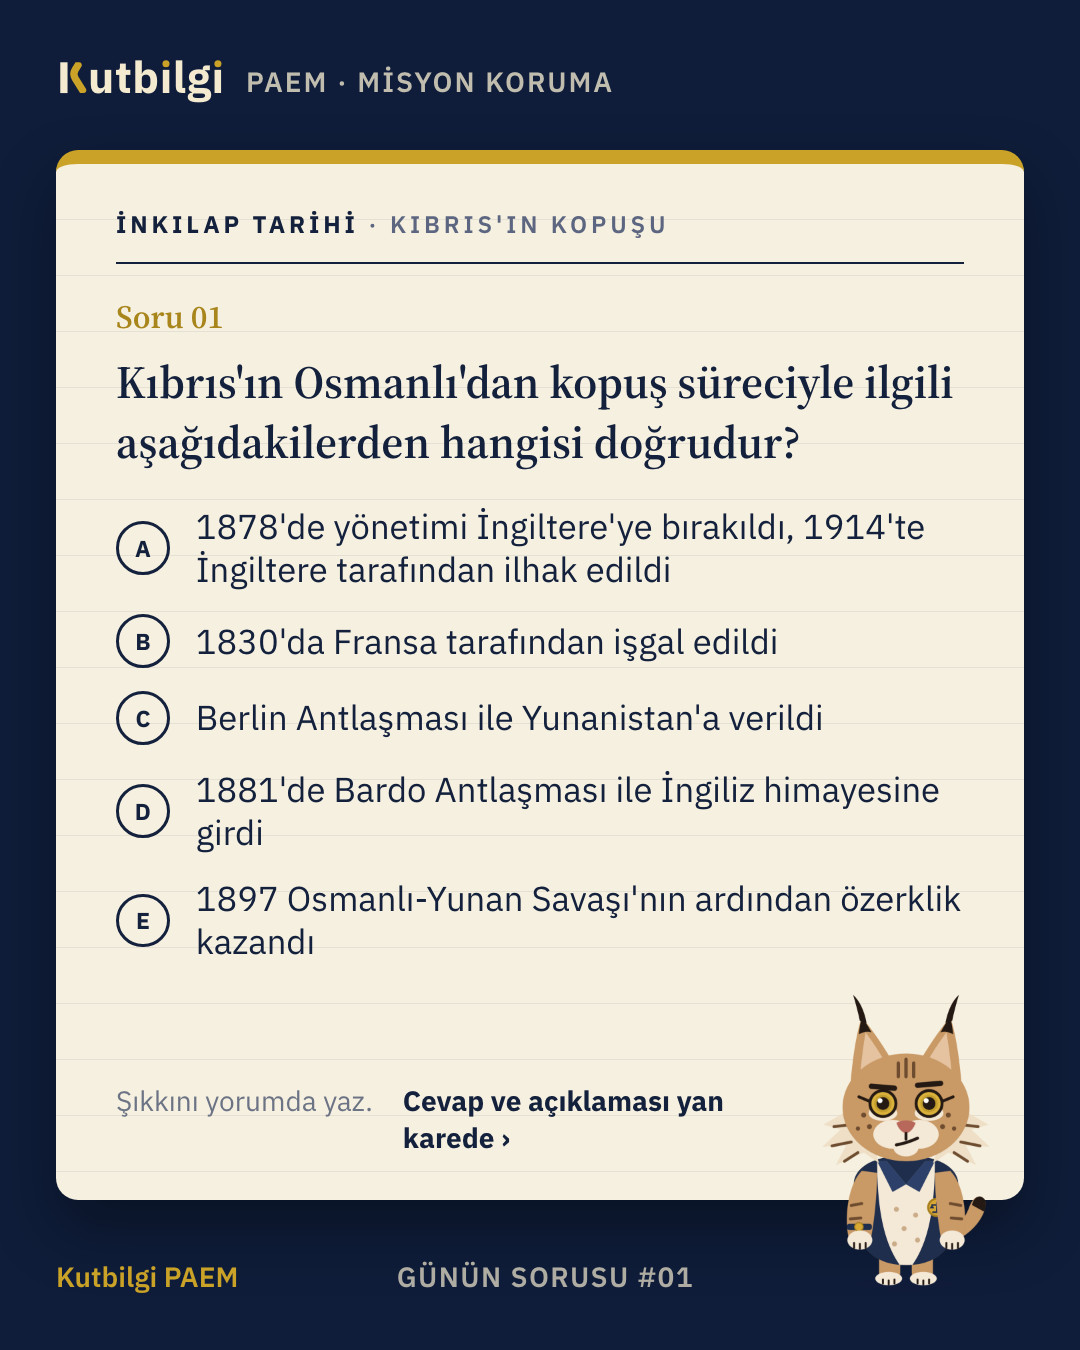 Kutbilgi PAEM · MİSYON KORUMA
İNKILAP TARİHİ · KIBRIS'IN KOPUŞU
Soru 01
Kıbrıs'ın Osmanlı'dan kopuş süreciyle ilgili
aşağıdakilerden hangisi doğrudur?
A 1878'de yönetimi İngiltere'ye bırakıldı, 1914'te
İngiltere tarafından ilhak edildi
B 1830'da Fransa tarafından işgal edildi
C Berlin Antlaşması ile Yunanistan'a verildi
D 1881'de Bardo Antlaşması ile İngiliz himayesine
girdi
E 1897 Osmanlı-Yunan Savaşı'nın ardından özerklik
kazandı
Şıkkını yorumda yaz. Cevap ve açıklaması yan
karede ›
Kutbilgi PAEM GÜNÜN SORUSU #01